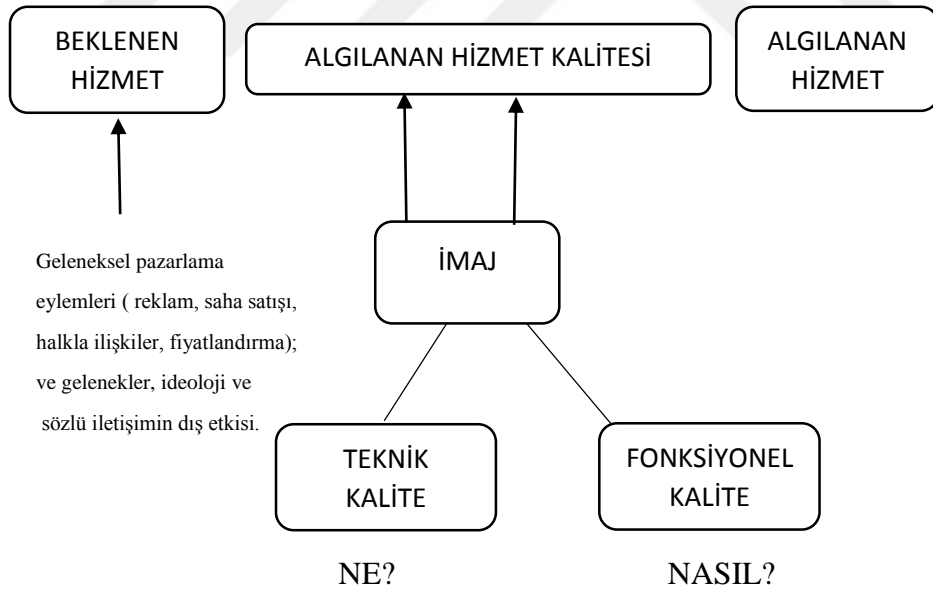 BEKLENEN
HİZMET
ALGILANAN HİZMET KALİTESİ
ALGILANAN
HİZMET
İMAJ
Geleneksel pazarlama
eylemleri ( reklam, saha satışı,
halkla ilişkiler, fiyatlandırma);
ve gelenekler, ideoloji ve
sözlü iletişimin dış etkisi.
TEKNİK
KALİTE
FONKSİYONEL
KALİTE
NE?
NASIL?